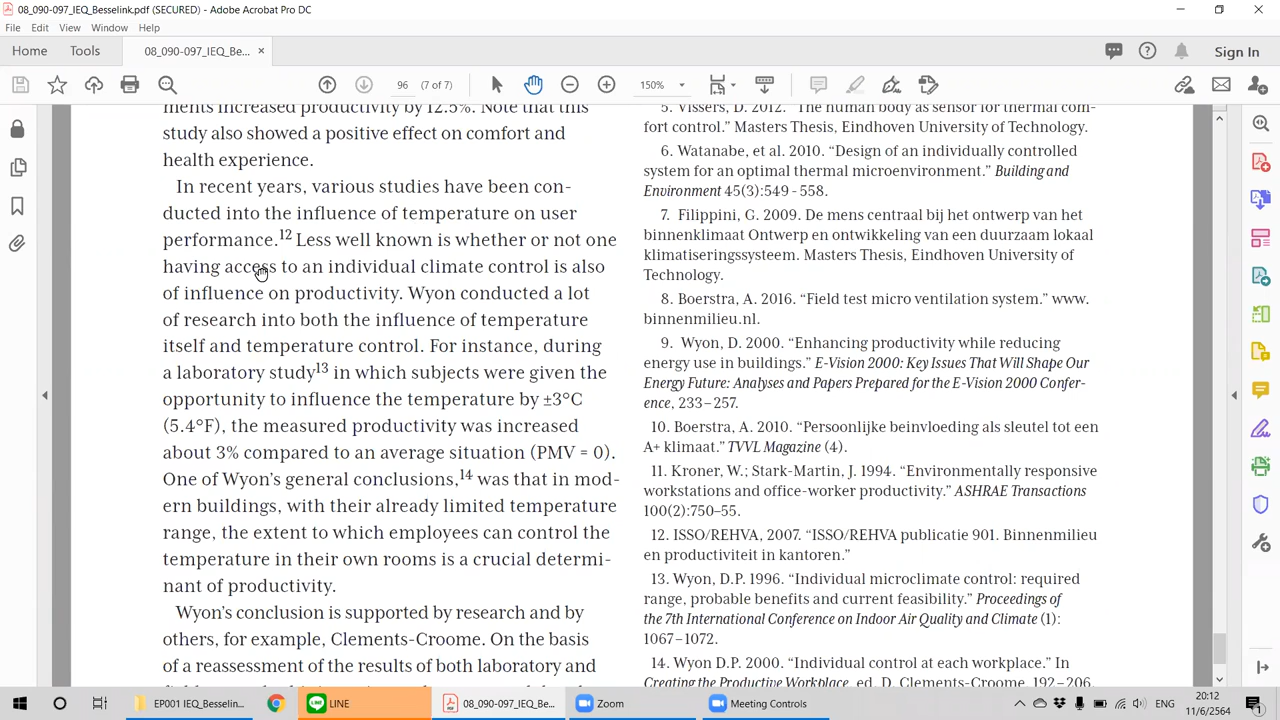 08_090-097_IEQ_Besselink.pdf (SECURED) - Adobe Acrobat Pro DC
File Edit View Window Help
Home Tools 08_090-097_IEQ_Be... × Sign In
96 (7 of 7) 150%
ments increased productivity by 12.5%. Note that this
study also showed a positive effect on comfort and
health experience.
In recent years, various studies have been con-
ducted into the influence of temperature on user
performance.12 Less well known is whether or not one
having access to an individual climate control is also
of influence on productivity. Wyon conducted a lot
of research into both the influence of temperature
itself and temperature control. For instance, during
a laboratory study13 in which subjects were given the
opportunity to influence the temperature by ±3°C
(5.4°F), the measured productivity was increased
about 3% compared to an average situation (PMV = 0).
One of Wyon's general conclusions,14 was that in mod-
ern buildings, with their already limited temperature
range, the extent to which employees can control the
temperature in their own rooms is a crucial determi-
nant of productivity.
Wyon's conclusion is supported by research and by
others, for example, Clements-Croome. On the basis
of a reassessment of the results of both laboratory and
5. Vissers, D. 2012. "The human body as sensor for thermal com-
fort control." Masters Thesis, Eindhoven University of Technology.
6. Watanabe, et al. 2010. "Design of an individually controlled
system for an optimal thermal microenvironment." Building and
Environment 45(3):549 - 558.
7. Filippini, G. 2009. De mens centraal bij het ontwerp van het
binnenklimaat Ontwerp en ontwikkeling van een duurzaam lokaal
klimatiseringssysteem. Masters Thesis, Eindhoven University of
Technology.
8. Boerstra, A. 2016. "Field test micro ventilation system." www.
binnenmilieu.nl.
9. Wyon, D. 2000. "Enhancing productivity while reducing
energy use in buildings." E-Vision 2000: Key Issues That Will Shape Our
Energy Future: Analyses and Papers Prepared for the E-Vision 2000 Confer-
ence, 233–257.
10. Boerstra, A. 2010. "Persoonlijke beinvloeding als sleutel tot een
A+ klimaat." TVVL Magazine (4).
11. Kroner, W.; Stark-Martin, J. 1994. "Environmentally responsive
workstations and office-worker productivity." ASHRAE Transactions
100(2):750–55.
12. ISSO/REHVA, 2007. "ISSO/REHVA publicatie 901. Binnenmilieu
en productiviteit in kantoren."
13. Wyon, D.P. 1996. "Individual microclimate control: required
range, probable benefits and current feasibility." Proceedings of
the 7th International Conference on Indoor Air Quality and Climate (1):
1067–1072.
14. Wyon D.P. 2000. "Individual control at each workplace." In
Creating the Productive Workplace, ed. D. Clements-Croome, 192–206.
EP001 IEQ_Besselin... LINE 08_090-097_IEQ_Bes... Zoom Meeting Controls
20:12
11/6/2564